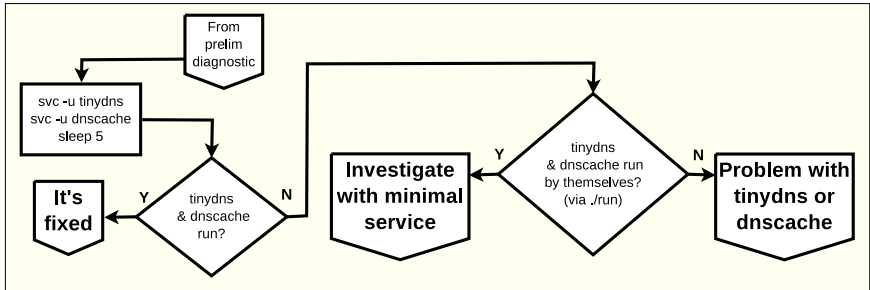 From
prelim
diagnostic
svc -u tinydns
svc -u dnscache
sleep 5
tinydns
& dnscache
run?
Y
N
It's
fixed
tinydns
& dnscache run
by themselves?
(via ./run)
Y
N
Investigate
with minimal
service
Problem with
tinydns or
dnscache